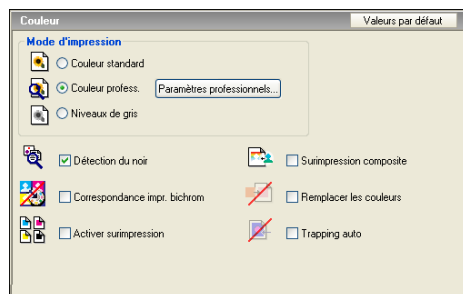 Couleur Valeurs par défaut
Mode d'impression
Couleur standard
Couleur profess. Paramètres professionnels...
Niveaux de gris
Détection du noir Surimpression composite
Correspondance impr. bichrom Remplacer les couleurs
Activer surimpression Trapping auto